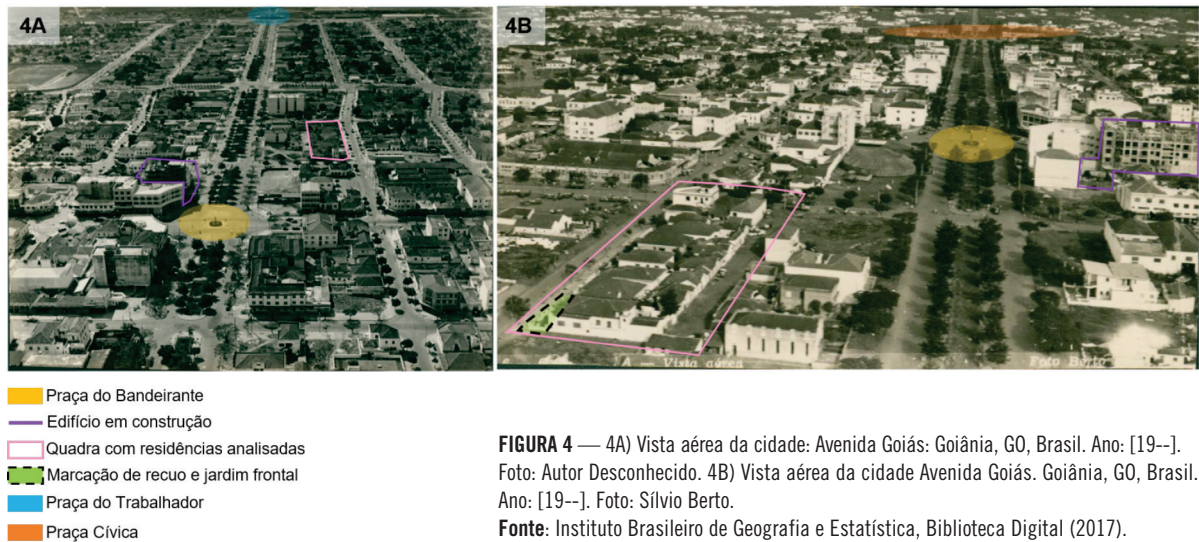 4A
4B
A - Vista aérea
Foto Berto
Praça do Bandeirante
Edifício em construção
Quadra com residências analisadas
Marcação de recuo e jardim frontal
Praça do Trabalhador
Praça Cívica
FIGURA 4 — 4A) Vista aérea da cidade: Avenida Goiás: Goiânia, GO, Brasil. Ano: [19--].
Foto: Autor Desconhecido. 4B) Vista aérea da cidade Avenida Goiás. Goiânia, GO, Brasil.
Ano: [19--]. Foto: Sílvio Berto.
Fonte: Instituto Brasileiro de Geografia e Estatística, Biblioteca Digital (2017).